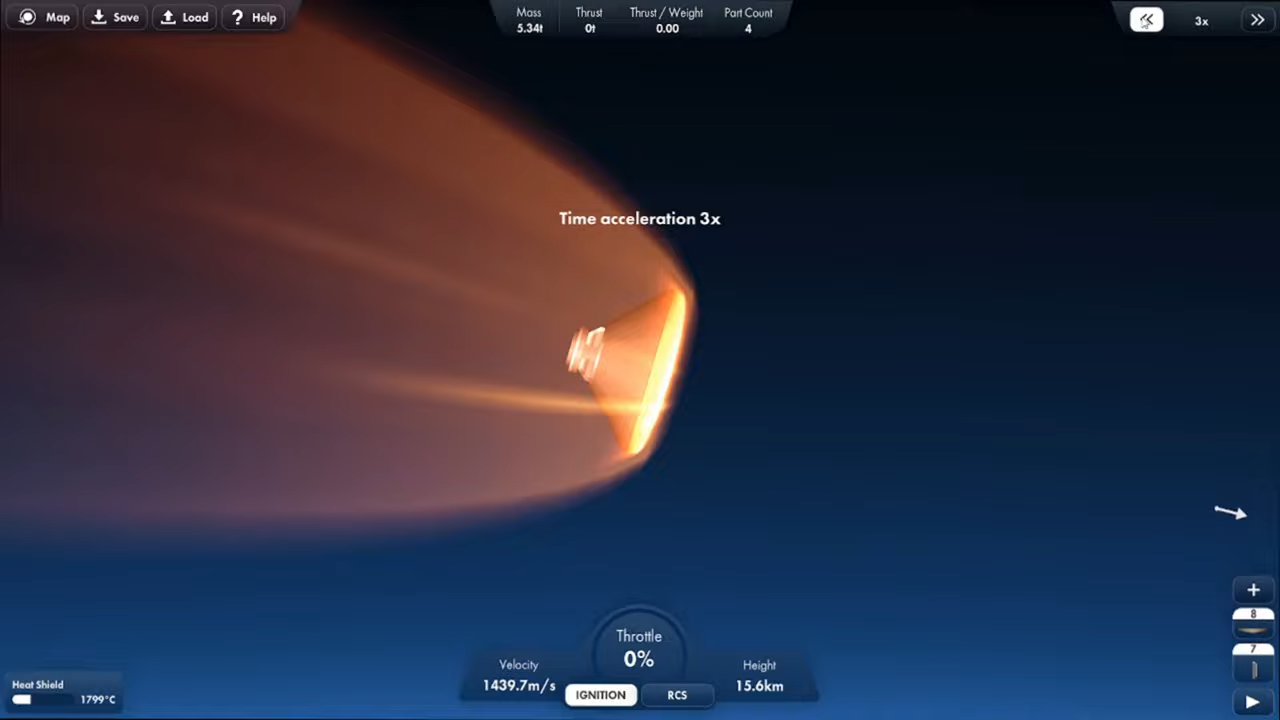 Map
Save
Load
? Help
Mass
5.34t
Thrust
0t
Thrust / Weight
0.00
Part Count
4
3x
Time acceleration 3x
Throttle
0%
Velocity
1439.7m/s
Height
15.6km
IGNITION
RCS
Heat Shield
1799°C
+
8
7